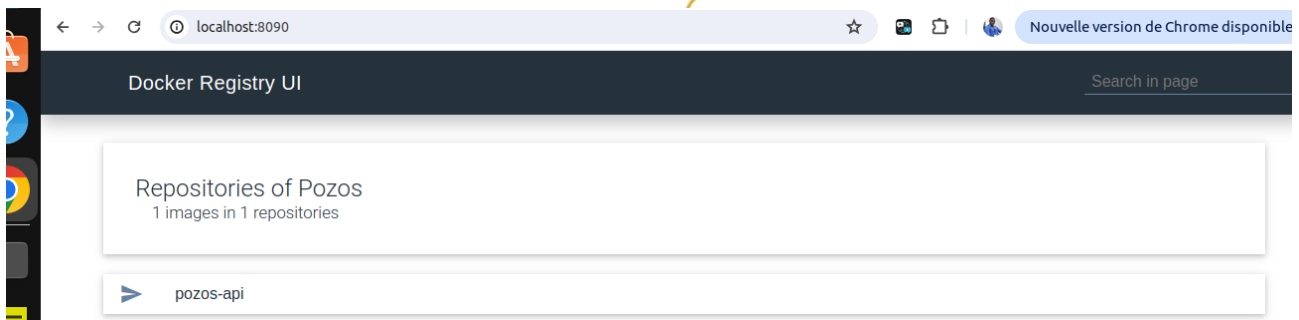 localhost:8090
Nouvelle version de Chrome disponible
Docker Registry UI
Search in page
Repositories of Pozos
1 images in 1 repositories
pozos-api